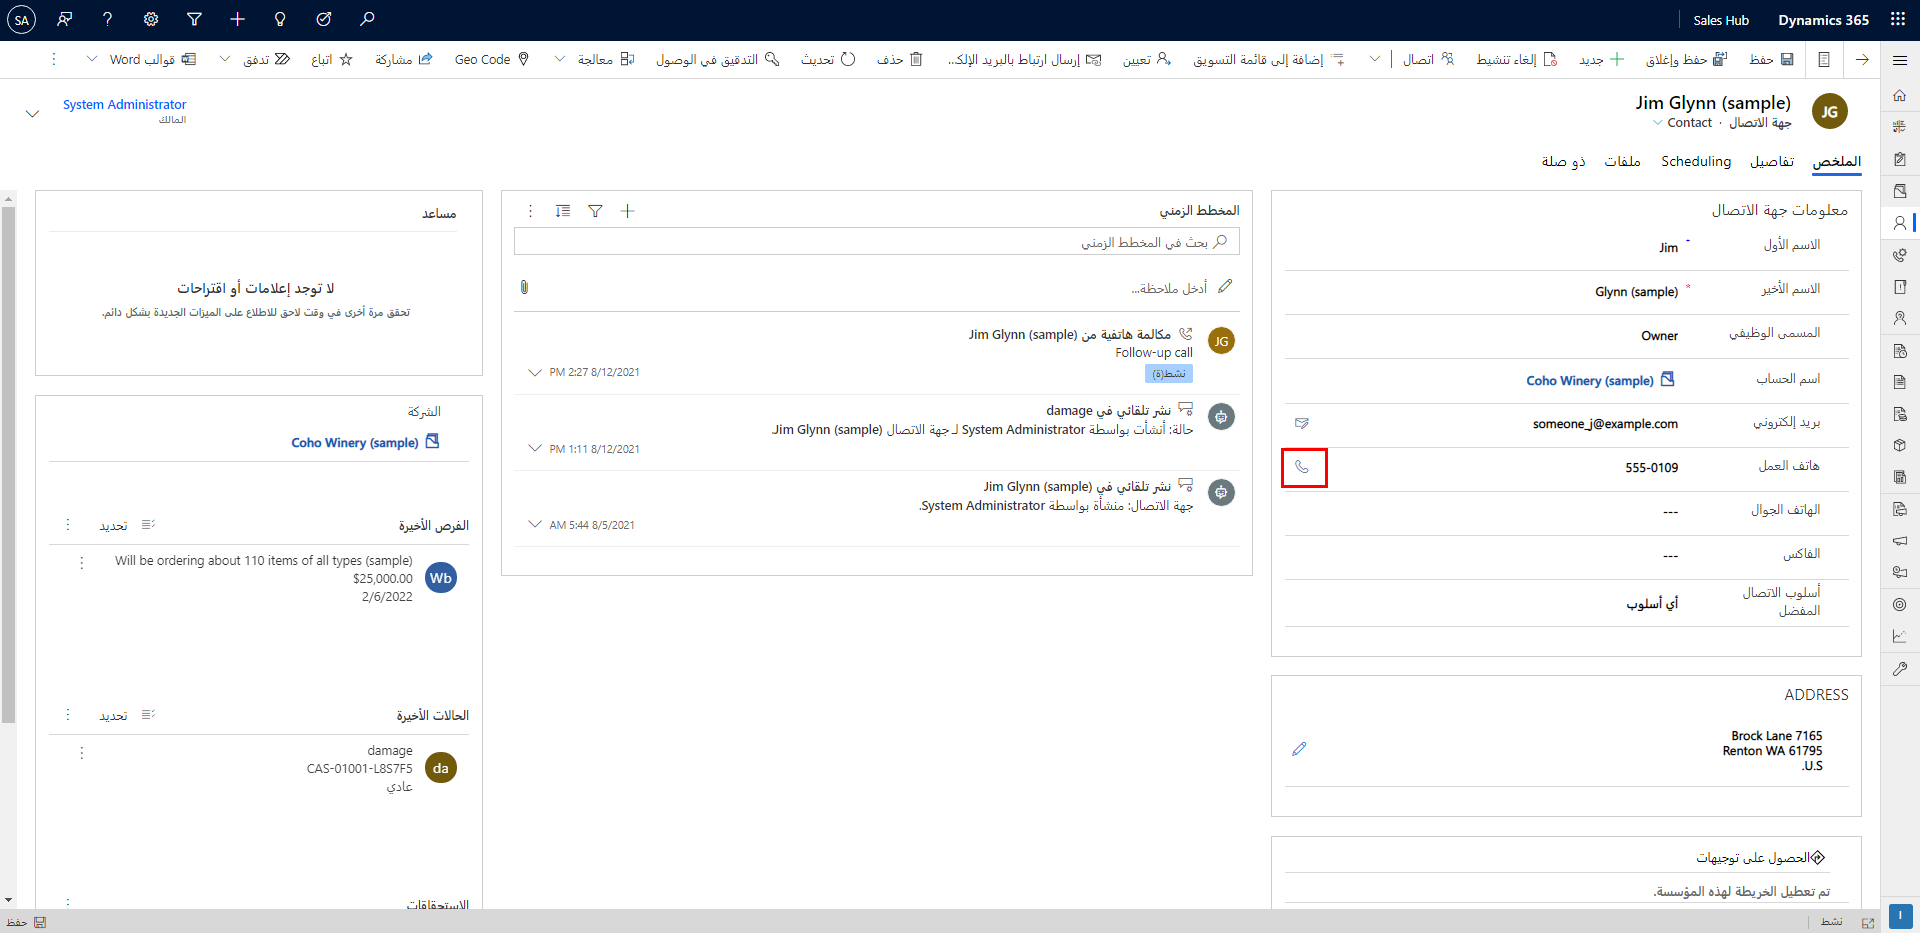 Dynamics 365
Sales Hub
SA
حفظ
حفظ وإغلاق
جديد
إلغاء تنشيط
اتصال
إضافة إلى قائمة التسويق
تعيين
إرسال ارتباط بالبريد الإلك...
حذف
تحديث
التدقيق في الوصول
معالجة
Geo Code
مشاركة
اتباع
تدفق
قوالب Word
JG
Jim Glynn (sample)
جهة الاتصال · Contact
System Administrator
المالك
الملخص
تفاصيل
Scheduling
ملفات
ذو صلة
معلومات جهة الاتصال
الاسم الأول
Jim
الاسم الأخير *
Glynn (sample)
المسمى الوظيفي
Owner
اسم الحساب
Coho Winery (sample)
بريد إلكتروني
someone_j@example.com
هاتف العمل
555-0109
الهاتف الجوال
---
الفاكس
---
أسلوب الاتصال
المفضل
أي أسلوب
ADDRESS
Brock Lane 7165
Renton WA 61795
.U.S
الحصول على توجيهات
تم تعطيل الخريطة لهذه المؤسسة.
المخطط الزمني
بحث في المخطط الزمني
أدخل ملاحظة...
JG
مكالمة هاتفية من Jim Glynn (sample)
Follow-up call
نشط(ة)
PM 2:27 8/12/2021
نشر تلقائي في damage
حالة: أنشأت بواسطة System Administrator لـ جهة الاتصال Jim Glynn (sample).
PM 1:11 8/12/2021
نشر تلقائي في Jim Glynn (sample)
جهة الاتصال: منشأة بواسطة System Administrator.
AM 5:44 8/5/2021
مساعد
لا توجد إعلامات أو اقتراحات
تحقق مرة أخرى في وقت لاحق للاطلاع على الميزات الجديدة بشكل دائم.
الشركة
Coho Winery (sample)
الفرص الأخيرة
تحديد
Wb
Will be ordering about 110 items of all types (sample)
$25,000.00
2/6/2022
الحالات الأخيرة
تحديد
da
damage
CAS-01001-L8S7F5
عادي
الاستحقاقات
I
نشط
حفظ